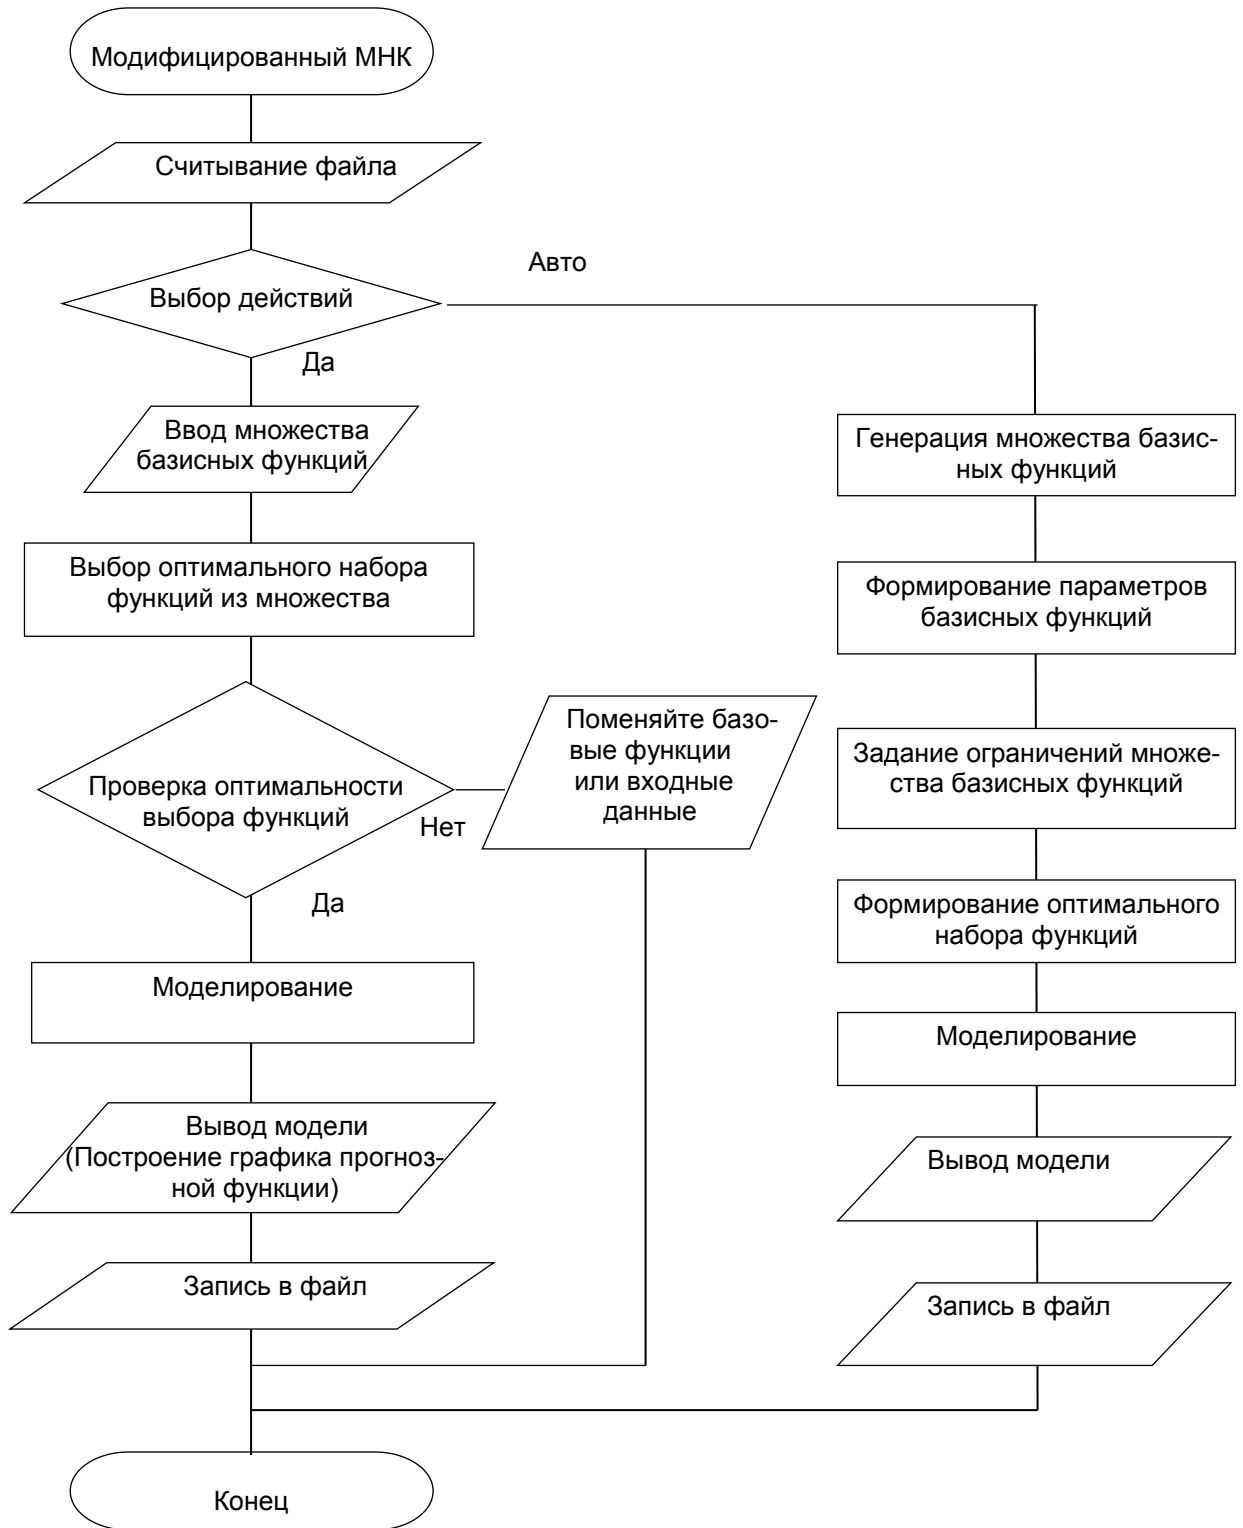 Модифицированный МНК
Считывание файла
Авто
Выбор действий
Да
Ввод множества
базисных функций
Выбор оптимального набора
функций из множества
Проверка оптимальности
выбора функций
Нет
Поменяйте базо-
вые функции
или входные
данные
Да
Моделирование
Вывод модели
(Построение графика прогноз-
ной функции)
Запись в файл
Генерация множества базис-
ных функций
Формирование параметров
базисных функций
Задание ограничений множе-
ства базисных функций
Формирование оптимального
набора функций
Моделирование
Вывод модели
Запись в файл
Конец